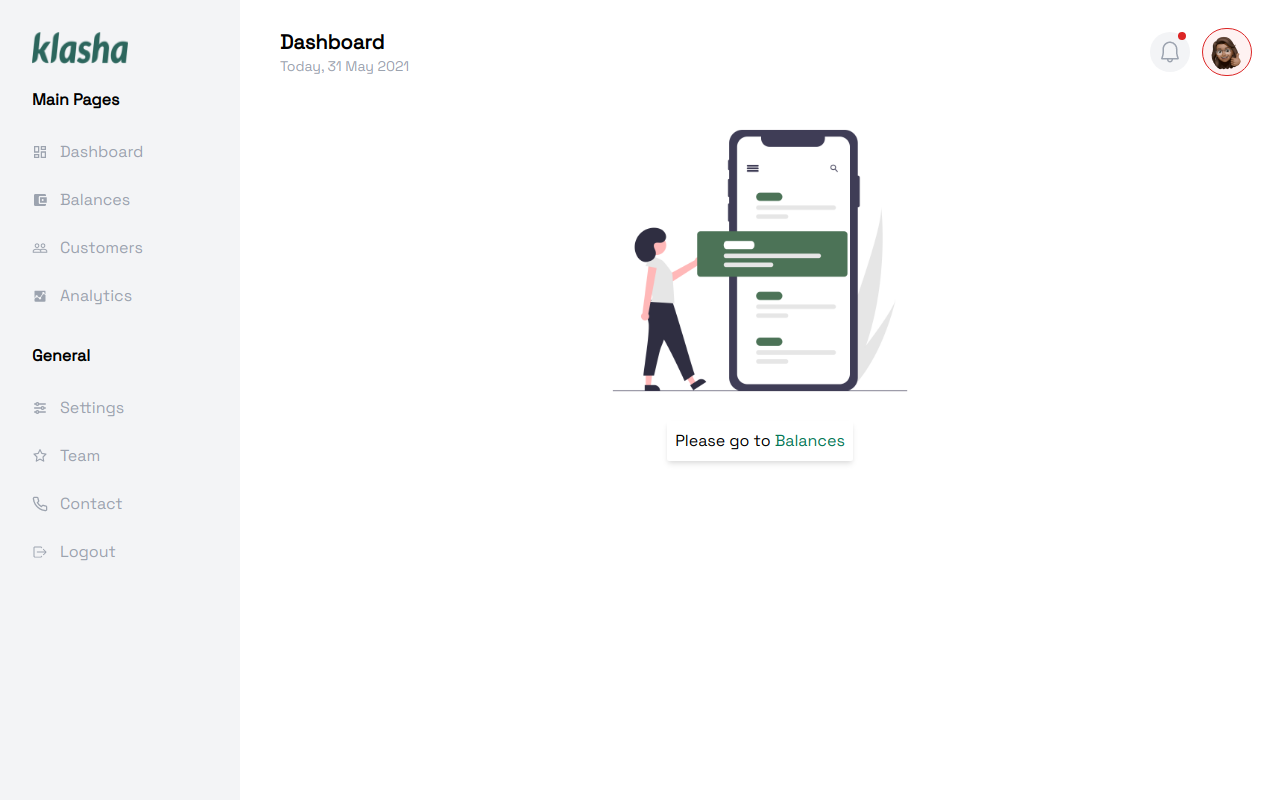 klasha
Main Pages
Dashboard
Balances
Customers
Analytics
General
Settings
Team
Contact
Logout
Dashboard
Today, 31 May 2021
Please go to Balances